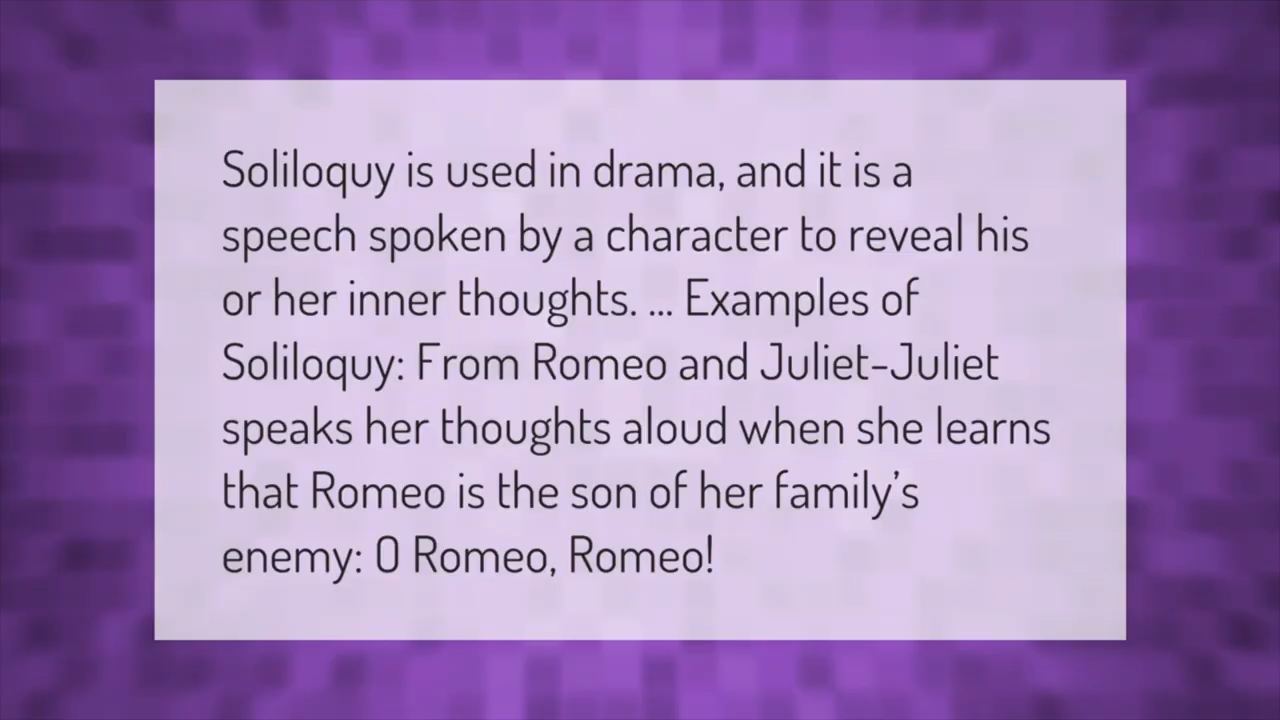 Soliloquy is used in drama, and it is a
speech spoken by a character to reveal his
or her inner thoughts. ... Examples of
Soliloquy: From Romeo and Juliet-Juliet
speaks her thoughts aloud when she learns
that Romeo is the son of her family's
enemy: O Romeo, Romeo!